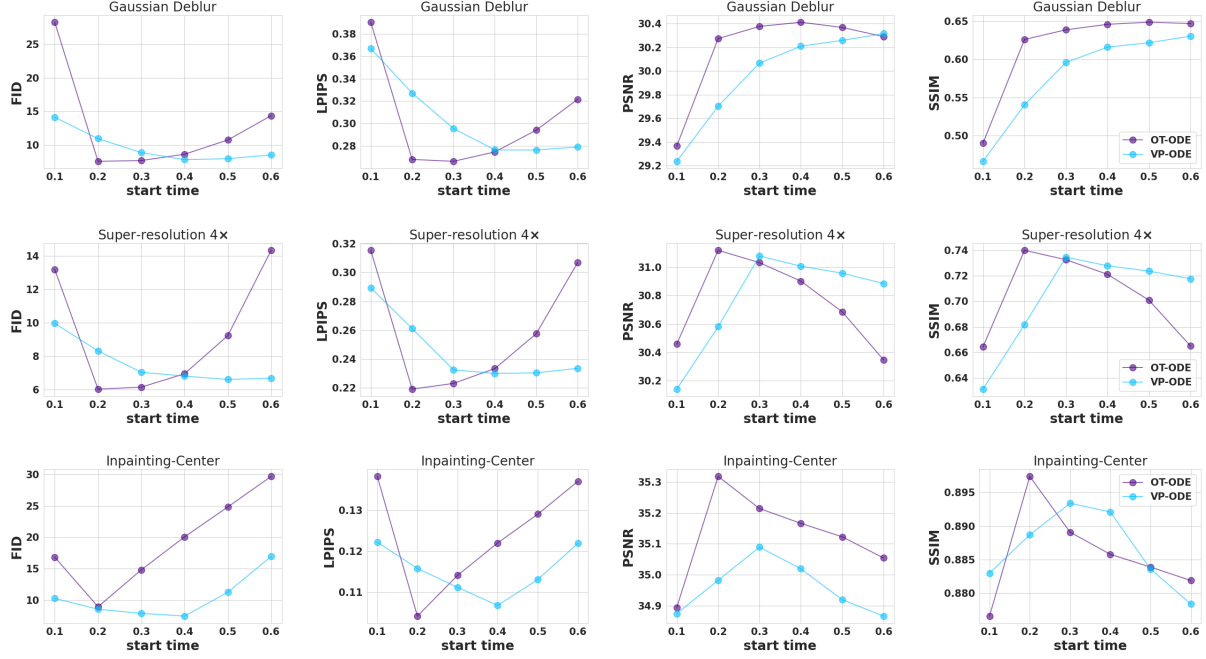 Gaussian Deblur
25
20
15
10
FID
0.1 0.2 0.3 0.4 0.5 0.6
start time
Gaussian Deblur
0.38
0.36
0.34
0.32
0.30
0.28
LPIPS
0.1 0.2 0.3 0.4 0.5 0.6
start time
Gaussian Deblur
30.4
30.2
30.0
29.8
29.6
29.4
29.2
PSNR
0.1 0.2 0.3 0.4 0.5 0.6
start time
Gaussian Deblur
0.65
0.60
0.55
0.50
SSIM
OT-ODE
VP-ODE
0.1 0.2 0.3 0.4 0.5 0.6
start time
Super-resolution 4×
14
12
10
8
6
FID
0.1 0.2 0.3 0.4 0.5 0.6
start time
Super-resolution 4×
0.32
0.30
0.28
0.26
0.24
0.22
LPIPS
0.1 0.2 0.3 0.4 0.5 0.6
start time
Super-resolution 4×
31.0
30.8
30.6
30.4
30.2
PSNR
0.1 0.2 0.3 0.4 0.5 0.6
start time
Super-resolution 4×
0.74
0.72
0.70
0.68
0.66
0.64
SSIM
OT-ODE
VP-ODE
0.1 0.2 0.3 0.4 0.5 0.6
start time
Inpainting-Center
30
25
20
15
10
FID
0.1 0.2 0.3 0.4 0.5 0.6
start time
Inpainting-Center
0.13
0.12
0.11
LPIPS
0.1 0.2 0.3 0.4 0.5 0.6
start time
Inpainting-Center
35.3
35.2
35.1
35.0
34.9
PSNR
0.1 0.2 0.3 0.4 0.5 0.6
start time
Inpainting-Center
0.895
0.890
0.885
0.880
SSIM
OT-ODE
VP-ODE
0.1 0.2 0.3 0.4 0.5 0.6
start time